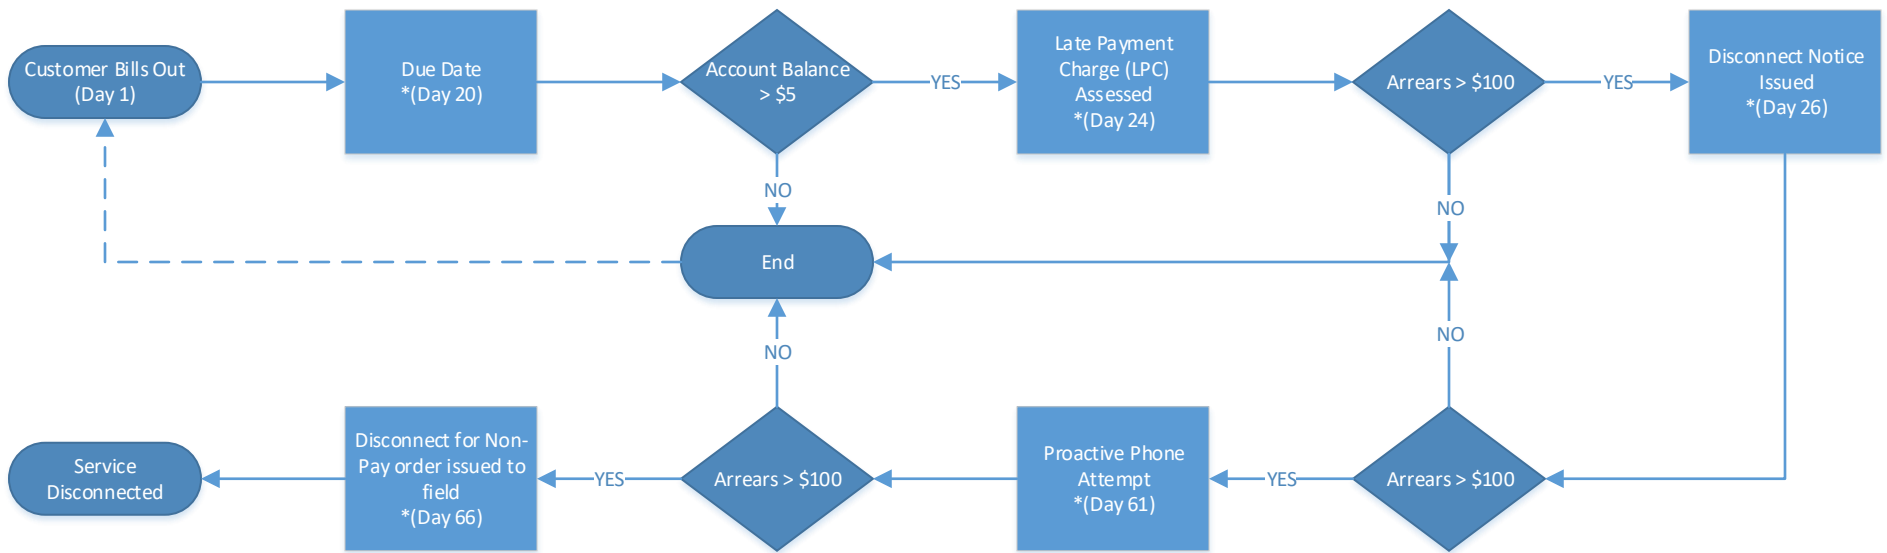 Customer Bills Out
(Day 1)
Due Date
*(Day 20)
Account Balance
> $5
YES
Late Payment
Charge (LPC)
Assessed
*(Day 24)
Arrears > $100
YES
Disconnect Notice
Issued
*(Day 26)
NO
NO
End
NO
NO
Service
Disconnected
Disconnect for Non-
Pay order issued to
field
*(Day 66)
YES
Arrears > $100
Proactive Phone
Attempt
*(Day 61)
YES
Arrears > $100